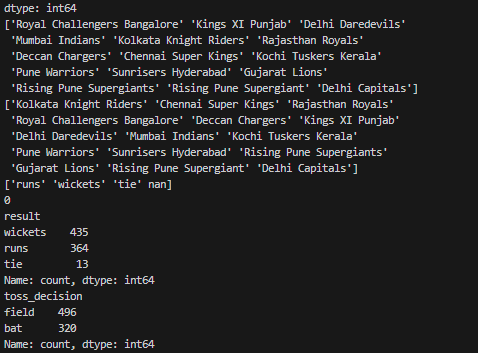 dtype: int64
['Royal Challengers Bangalore' 'Kings XI Punjab' 'Delhi Daredevils'
 'Mumbai Indians' 'Kolkata Knight Riders' 'Rajasthan Royals'
 'Deccan Chargers' 'Chennai Super Kings' 'Kochi Tuskers Kerala'
 'Pune Warriors' 'Sunrisers Hyderabad' 'Gujarat Lions'
 'Rising Pune Supergiants' 'Rising Pune Supergiant' 'Delhi Capitals']
['Kolkata Knight Riders' 'Chennai Super Kings' 'Rajasthan Royals'
 'Royal Challengers Bangalore' 'Deccan Chargers' 'Kings XI Punjab'
 'Delhi Daredevils' 'Mumbai Indians' 'Kochi Tuskers Kerala'
 'Pune Warriors' 'Sunrisers Hyderabad' 'Rising Pune Supergiants'
 'Gujarat Lions' 'Rising Pune Supergiant' 'Delhi Capitals']
['runs' 'wickets' 'tie' nan]
0
result
wickets    435
runs       364
tie         13
Name: count, dtype: int64
toss_decision
field    496
bat      320
Name: count, dtype: int64